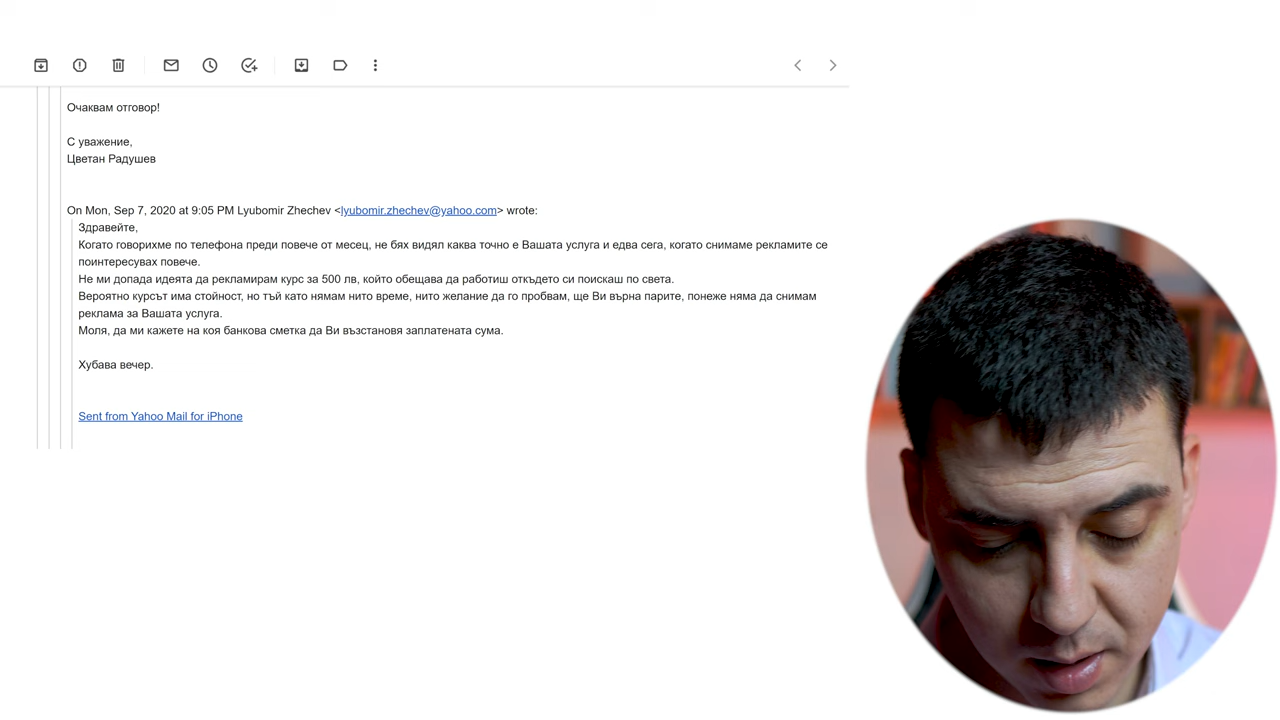 Очаквам отговор!
С уважение,
Цветан Радушев
On Mon, Sep 7, 2020 at 9:05 PM Lyubomir Zhechev <lyubomir.zhechev@yahoo.com> wrote:
Здравейте,
Когато говорихме по телефона преди повече от месец, не бях видял каква точно е Вашата услуга и едва сега, когато снимаме рекламите се
поинтересувах повече.
Не ми допада идеята да рекламирам курс за 500 лв, който обещава да работиш откъдето си поискаш по света.
Вероятно курсът има стойност, но тъй като нямам нито време, нито желание да го пробвам, ще Ви върна парите, понеже няма да снимам
реклама за Вашата услуга.
Моля, да ми кажете на коя банкова сметка да Ви възстановя заплатената сума.
Хубава вечер.
Sent from Yahoo Mail for iPhone